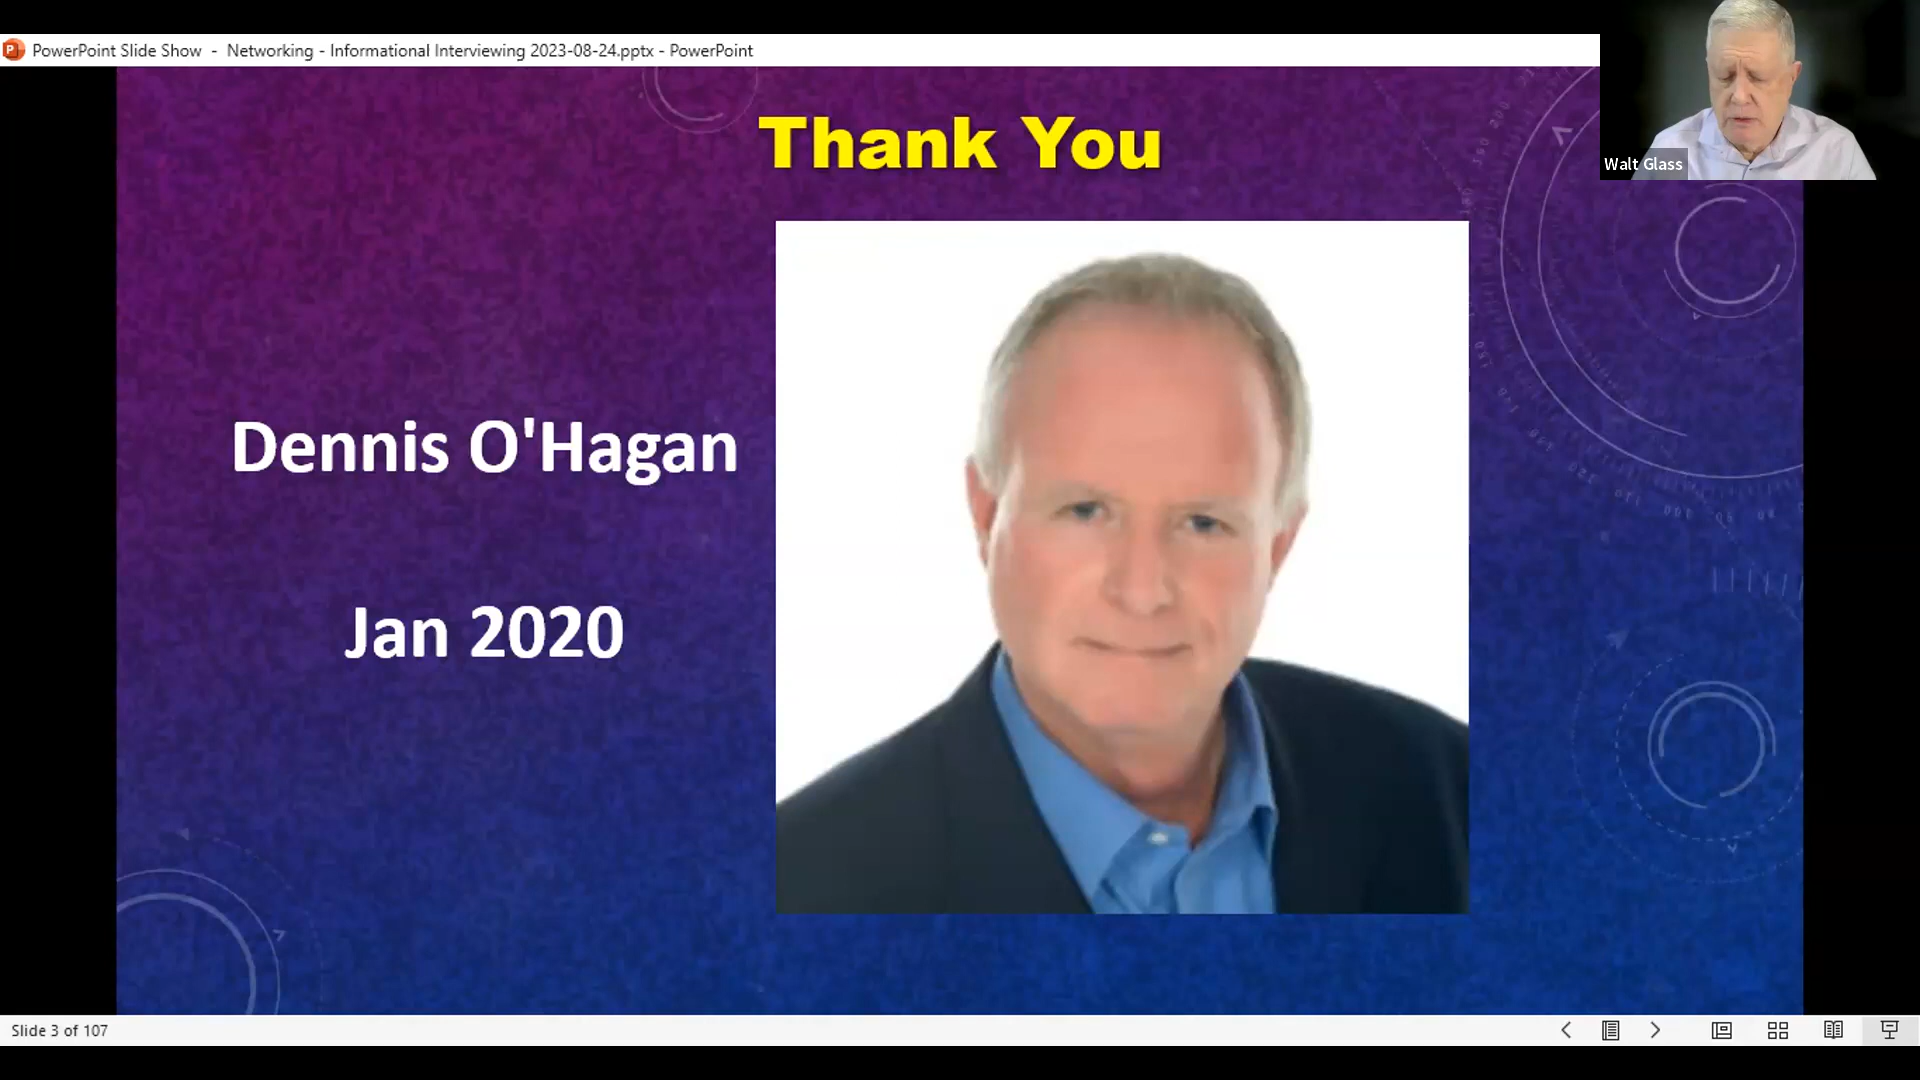 PowerPoint Slide Show - Networking - Informational Interviewing 2023-08-24.pptx - PowerPoint
Walt Glass
Thank You
Dennis O'Hagan
Jan 2020
Slide 3 of 107